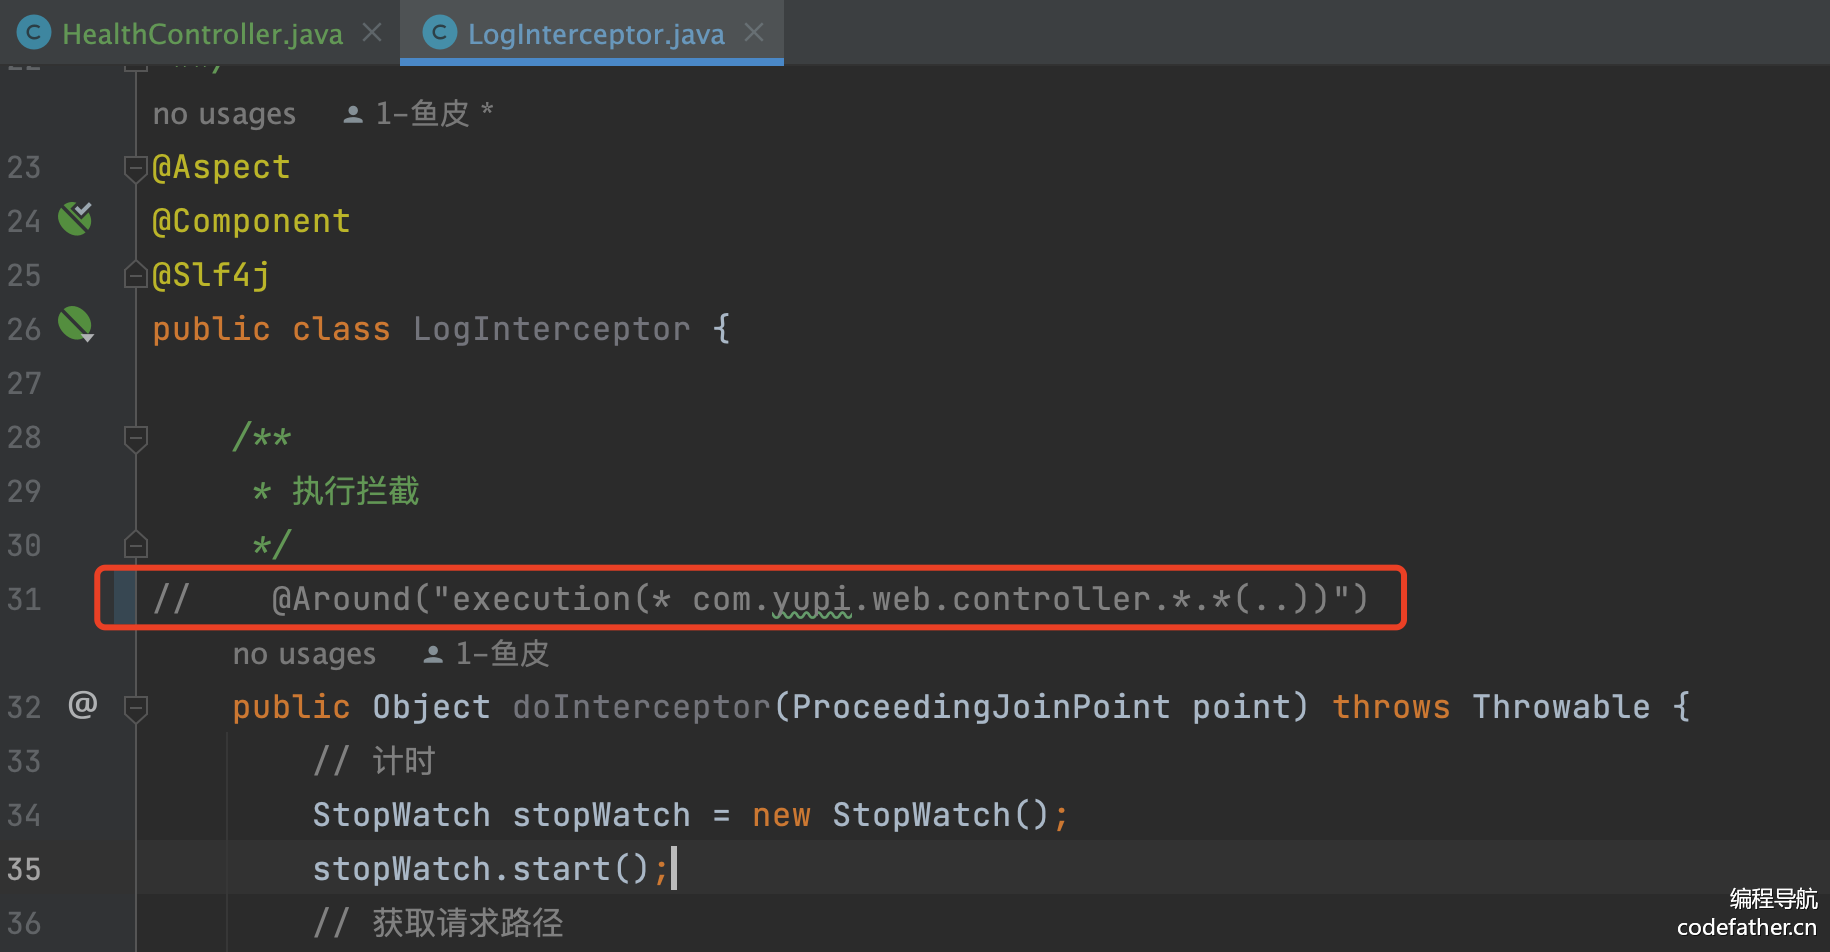 HealthController.java LogInterceptor.java
no usages 1-鱼皮 *
23 @Aspect
24 @Component
25 @Slf4j
26 public class LogInterceptor {
27
28 /**
29 * 执行拦截
30 */
31 // @Around("execution(* com.yupi.web.controller.*.*(..))")
no usages 1-鱼皮
32 public Object doInterceptor(ProceedingJoinPoint point) throws Throwable {
33 // 计时
34 StopWatch stopWatch = new StopWatch();
35 stopWatch.start();
36 // 获取请求路径
编程导航
codefather.cn